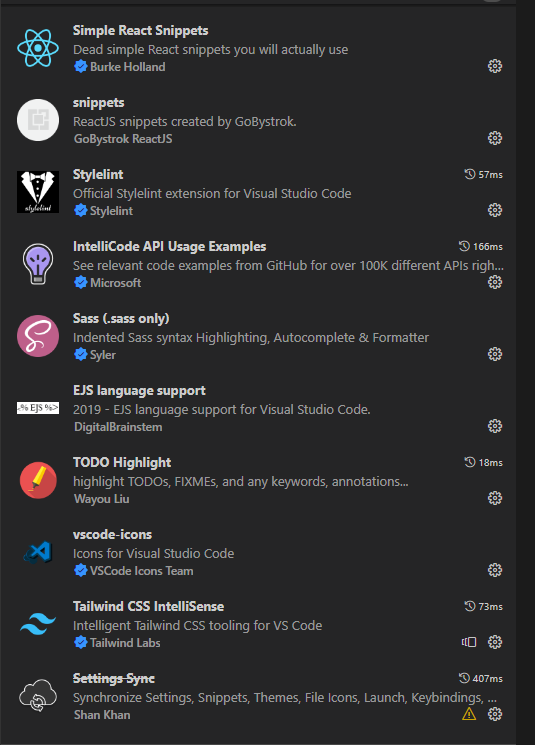 Simple React Snippets
Dead simple React snippets you will actually use
Burke Holland
snippets
ReactJS snippets created by GoBystrok.
GoBystrok ReactJS
Stylelint 57ms
stylelint
Official Stylelint extension for Visual Studio Code
Stylelint
IntelliCode API Usage Examples 166ms
See relevant code examples from GitHub for over 100K different APIs righ...
Microsoft
Sass (.sass only)
Indented Sass syntax Highlighting, Autocomplete & Formatter
Syler
EJS language support
<% EJS %>
2019 - EJS language support for Visual Studio Code.
DigitalBrainstem
TODO Highlight 18ms
highlight TODOs, FIXMEs, and any keywords, annotations...
Wayou Liu
vscode-icons
Icons for Visual Studio Code
VSCode Icons Team
Tailwind CSS IntelliSense 73ms
Intelligent Tailwind CSS tooling for VS Code
Tailwind Labs
Settings Sync 407ms
Synchronize Settings, Snippets, Themes, File Icons, Launch, Keybindings, ...
Shan Khan